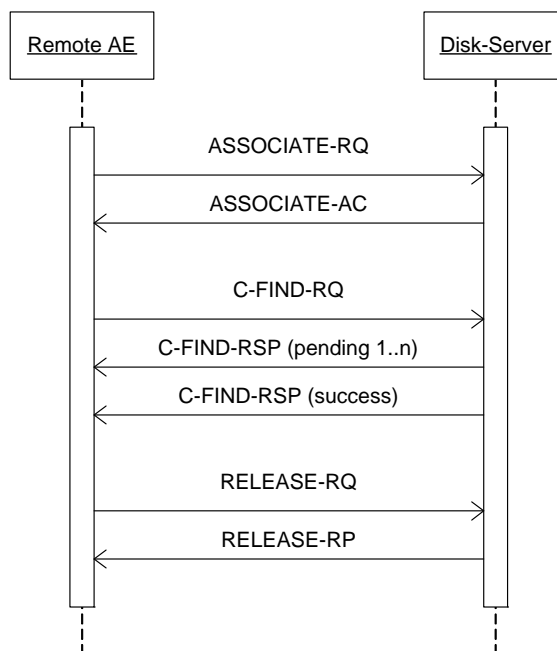 Remote AE
Disk-Server
ASSOCIATE-RQ
ASSOCIATE-AC
C-FIND-RQ
C-FIND-RSP (pending 1..n)
C-FIND-RSP (success)
RELEASE-RQ
RELEASE-RP